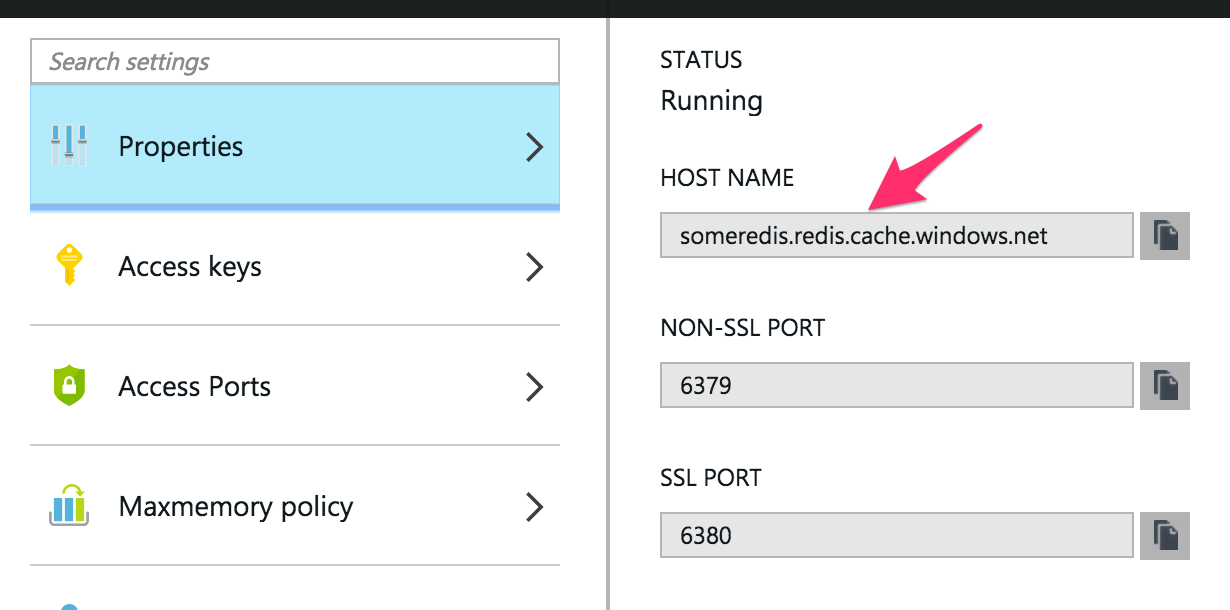 Search settings
Properties
Access keys
Access Ports
Maxmemory policy
STATUS
Running
HOST NAME
someredis.redis.cache.windows.net
NON-SSL PORT
6379
SSL PORT
6380